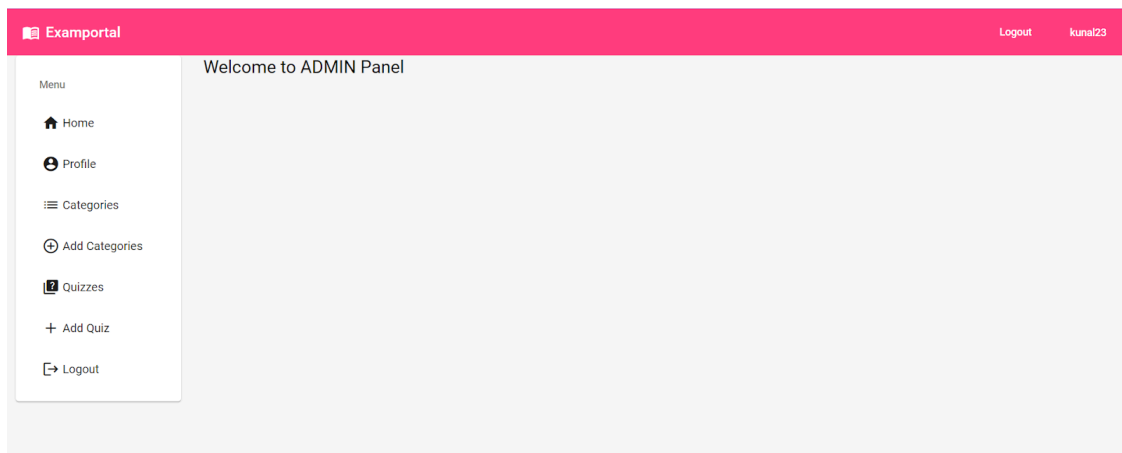 Examportal
Logout
kunal23
Menu
Home
Profile
Categories
Add Categories
Quizzes
Add Quiz
Logout
Welcome to ADMIN Panel